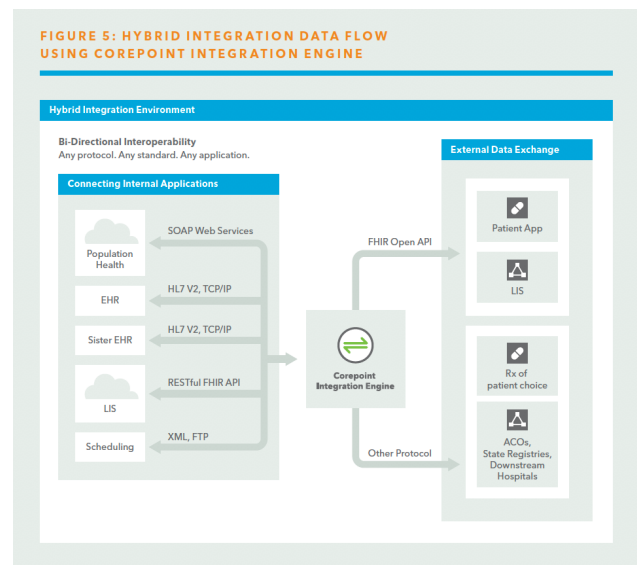 FIGURE 5: HYBRID INTEGRATION DATA FLOW
USING COREPOINT INTEGRATION ENGINE
Hybrid Integration Environment
Bi-Directional Interoperability
Any protocol. Any standard. Any application.
Connecting Internal Applications
Population
Health
SOAP Web Services
EHR
HL7 V2, TCP/IP
Sister EHR
HL7 V2, TCP/IP
LIS
RESTful FHIR API
Scheduling
XML, FTP
Corepoint
Integration Engine
FHIR Open API
Other Protocol
External Data Exchange
Patient App
LIS
Rx of
patient choice
ACOs,
State Registries,
Downstream
Hospitals